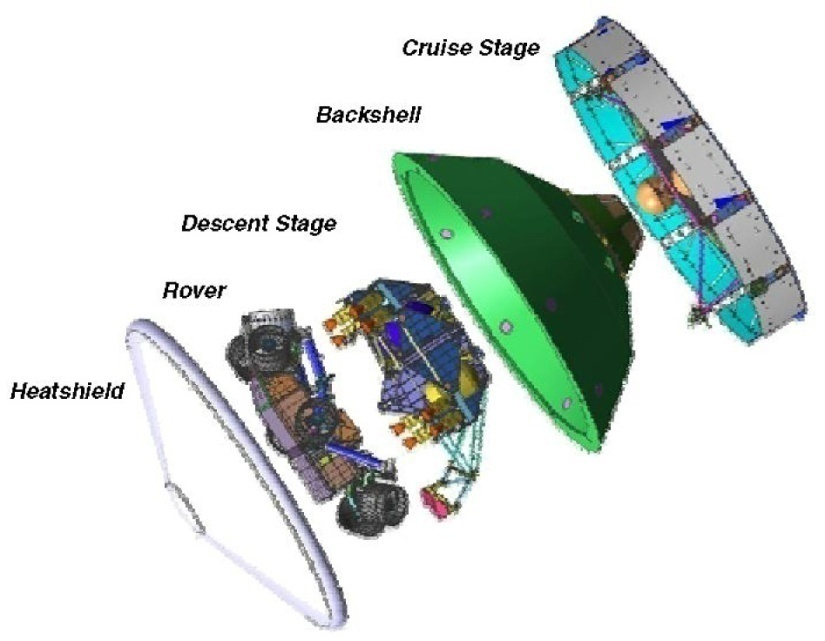 Cruise Stage
Backshell
Descent Stage
Rover
Heatshield